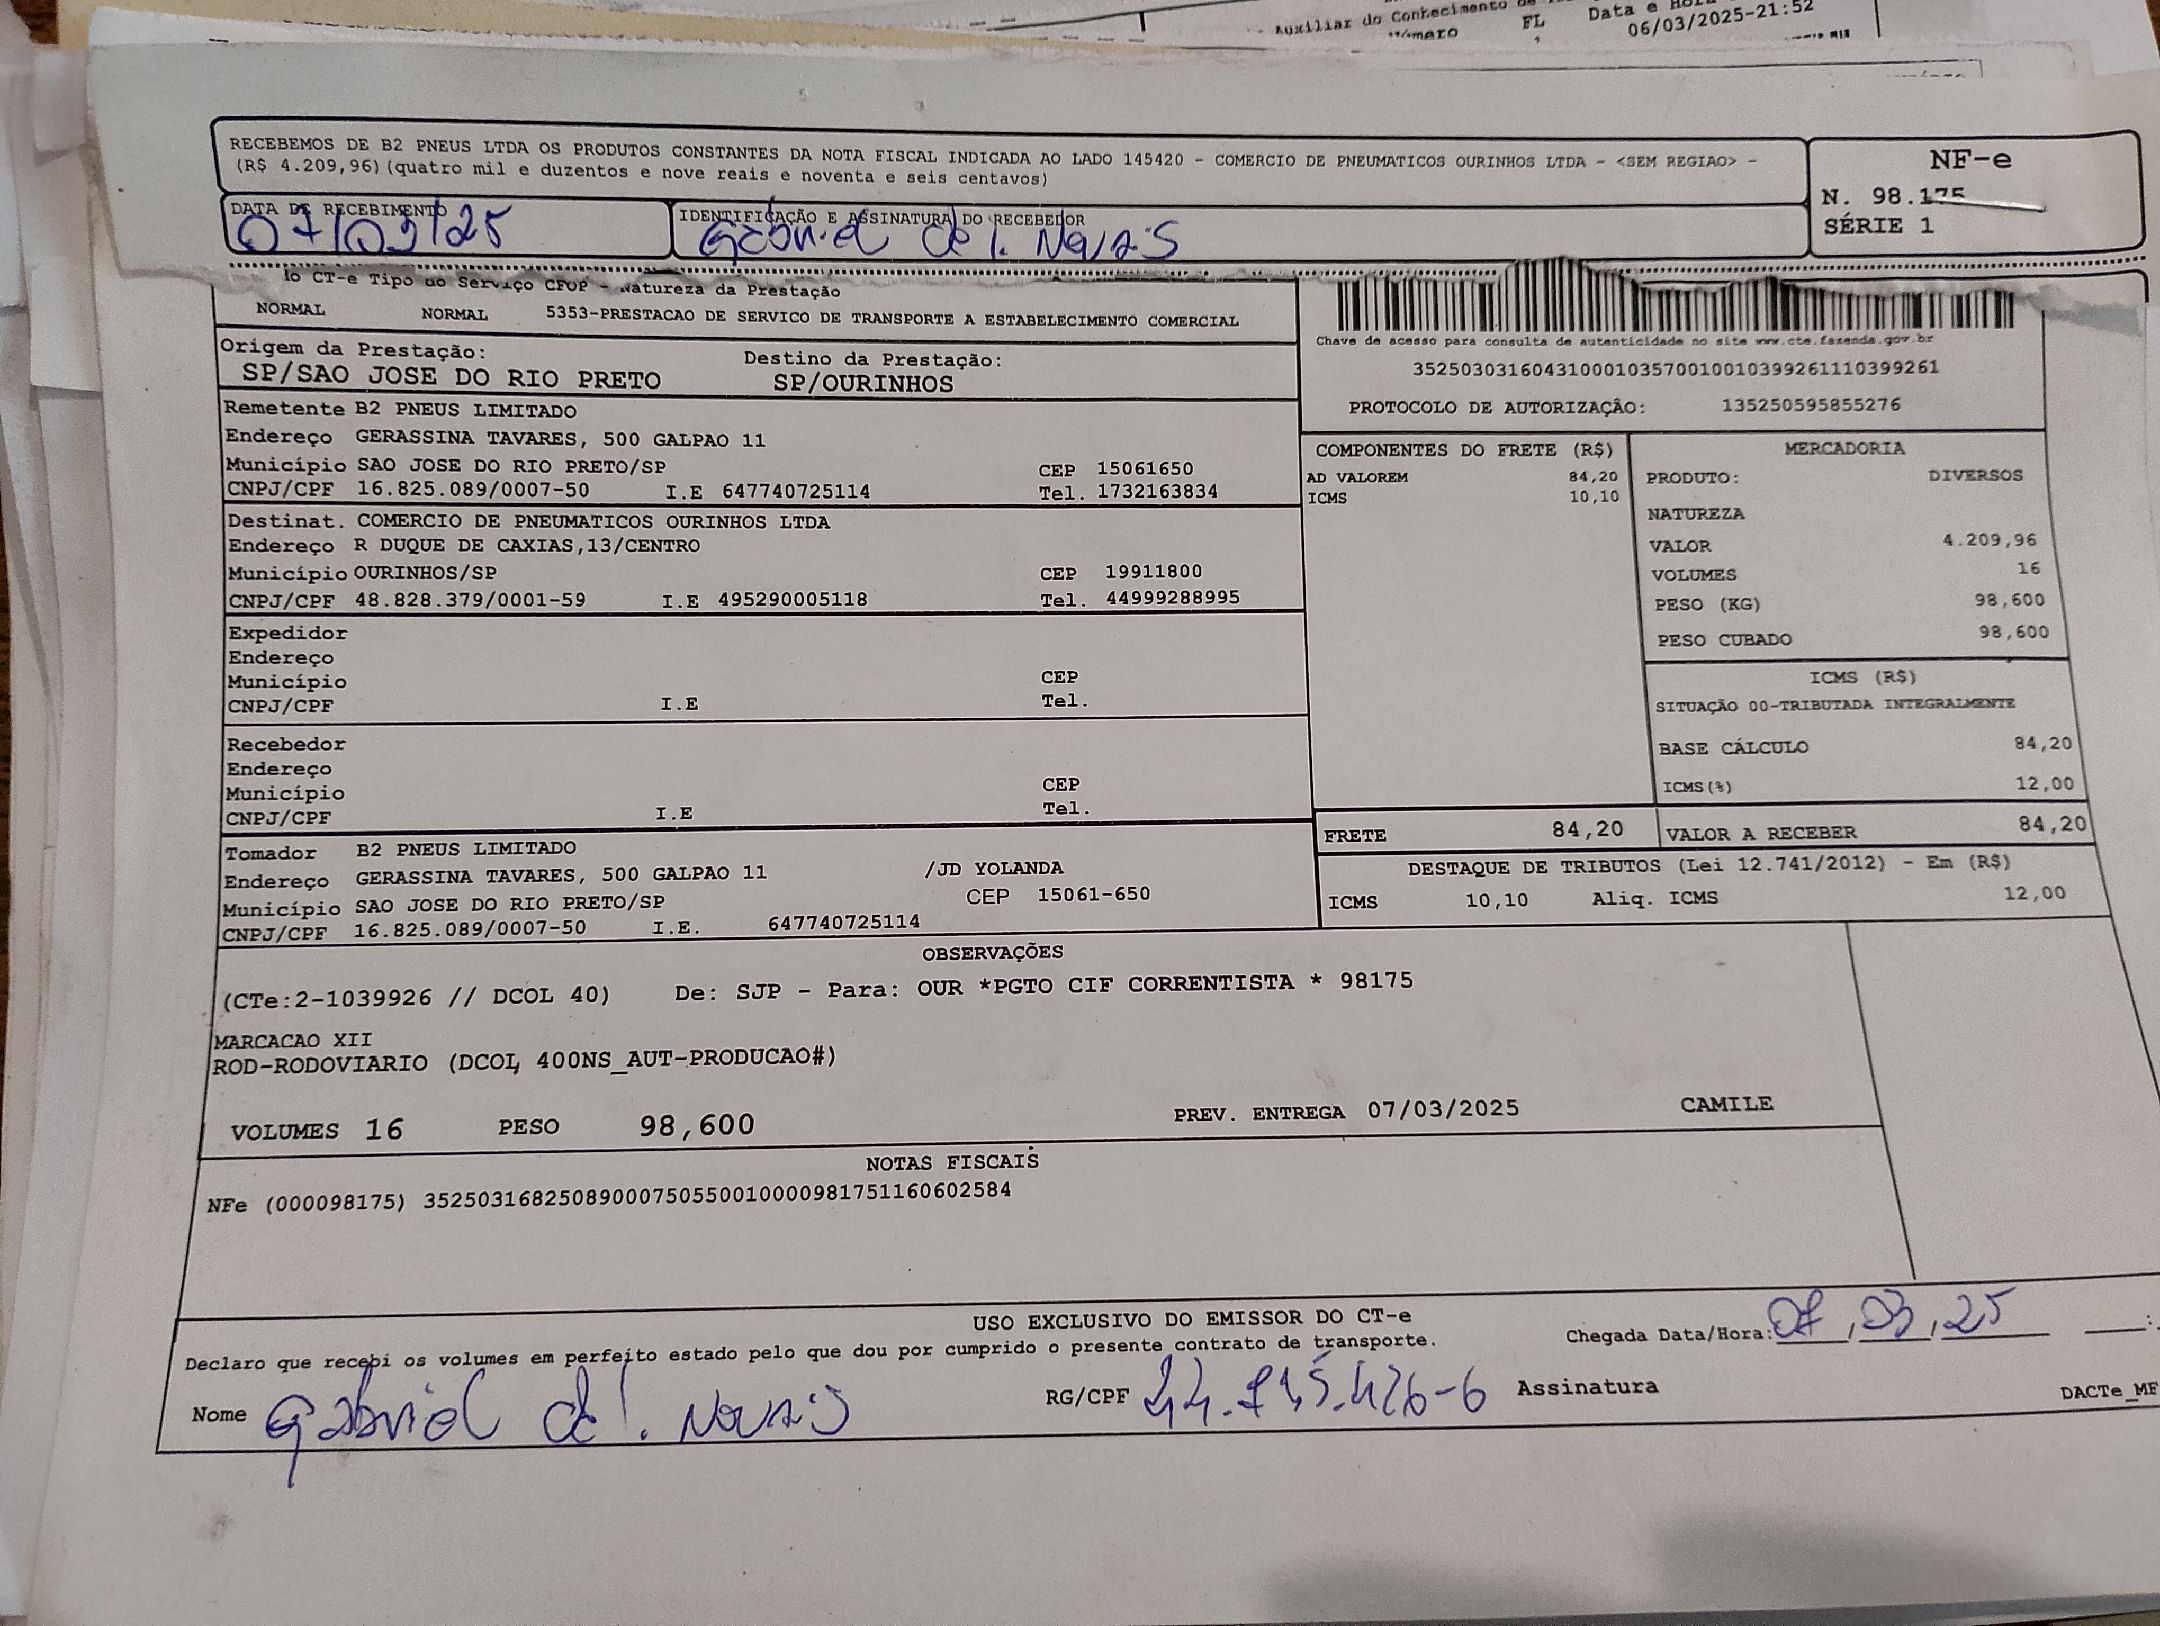 Auxiliar do Conhecimento de
FL
Data e Hora
06/03/2025-21:52
RECEBEMOS DE B2 PNEUS LTDA OS PRODUTOS CONSTANTES DA NOTA FISCAL INDICADA AO LADO 145420 - COMERCIO DE PNEUMATICOS OURINHOS LTDA - <SEM REGIAO> -
(R$ 4.209,96)(quatro mil e duzentos e nove reais e noventa e seis centavos)
NF-e
N. 98.175
SÉRIE 1
DATA DE RECEBIMENTO
07/03/25
IDENTIFICAÇÃO E ASSINATURA DO RECEBEDOR
Gabriel de l. Novais
lo CT-e Tipo do Serviço CFOP - Natureza da Prestação
NORMAL NORMAL 5353-PRESTACAO DE SERVICO DE TRANSPORTE A ESTABELECIMENTO COMERCIAL
Chave de acesso para consulta de autenticidade no site www.cte.fazenda.gov.br
35250303160431000103570010010399261110399261
PROTOCOLO DE AUTORIZAÇÃO: 135250595855276
Origem da Prestação: Destino da Prestação:
SP/SAO JOSE DO RIO PRETO SP/OURINHOS
Remetente B2 PNEUS LIMITADO
Endereço GERASSINA TAVARES, 500 GALPAO 11
Município SAO JOSE DO RIO PRETO/SP CEP 15061650
CNPJ/CPF 16.825.089/0007-50 I.E 647740725114 Tel. 1732163834
Destinat. COMERCIO DE PNEUMATICOS OURINHOS LTDA
Endereço R DUQUE DE CAXIAS,13/CENTRO
Município OURINHOS/SP CEP 19911800
CNPJ/CPF 48.828.379/0001-59 I.E 495290005118 Tel. 44999288995
Expedidor
Endereço
Município CEP
CNPJ/CPF I.E Tel.
Recebedor
Endereço
Município CEP
CNPJ/CPF I.E Tel.
Tomador B2 PNEUS LIMITADO
Endereço GERASSINA TAVARES, 500 GALPAO 11 /JD YOLANDA
Município SAO JOSE DO RIO PRETO/SP CEP 15061-650
CNPJ/CPF 16.825.089/0007-50 I.E. 647740725114
COMPONENTES DO FRETE (R$)
AD VALOREM 84,20
ICMS 10,10
MERCADORIA
PRODUTO: DIVERSOS
NATUREZA
VALOR 4.209,96
VOLUMES 16
PESO (KG) 98,600
PESO CUBADO 98,600
ICMS (R$)
SITUAÇÃO 00-TRIBUTADA INTEGRALMENTE
BASE CÁLCULO 84,20
ICMS(%) 12,00
FRETE 84,20 VALOR A RECEBER 84,20
DESTAQUE DE TRIBUTOS (Lei 12.741/2012) - Em (R$)
ICMS 10,10 Aliq. ICMS 12,00
OBSERVAÇÕES
(CTe:2-1039926 // DCOL 40) De: SJP - Para: OUR *PGTO CIF CORRENTISTA * 98175
MARCACAO XII
ROD-RODOVIARIO (DCOL 400NS_AUT-PRODUCAO#)
VOLUMES 16 PESO 98,600 PREV. ENTREGA 07/03/2025 CAMILE
NOTAS FISCAIS
NFe (000098175) 35250316825089000750550010000981751160602584
USO EXCLUSIVO DO EMISSOR DO CT-e
Declaro que recebi os volumes em perfeito estado pelo que dou por cumprido o presente contrato de transporte.
Chegada Data/Hora: 07,03,25
Nome Gabriel de l. Novais RG/CPF 44.745.426-6 Assinatura
DACTe_MF